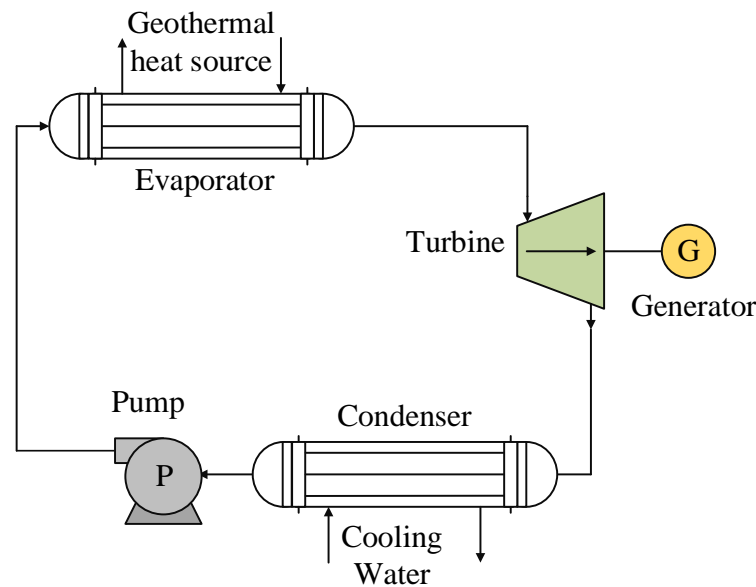 Geothermal
heat source
Evaporator
Turbine
G
Generator
Pump
Condenser
P
Cooling
Water